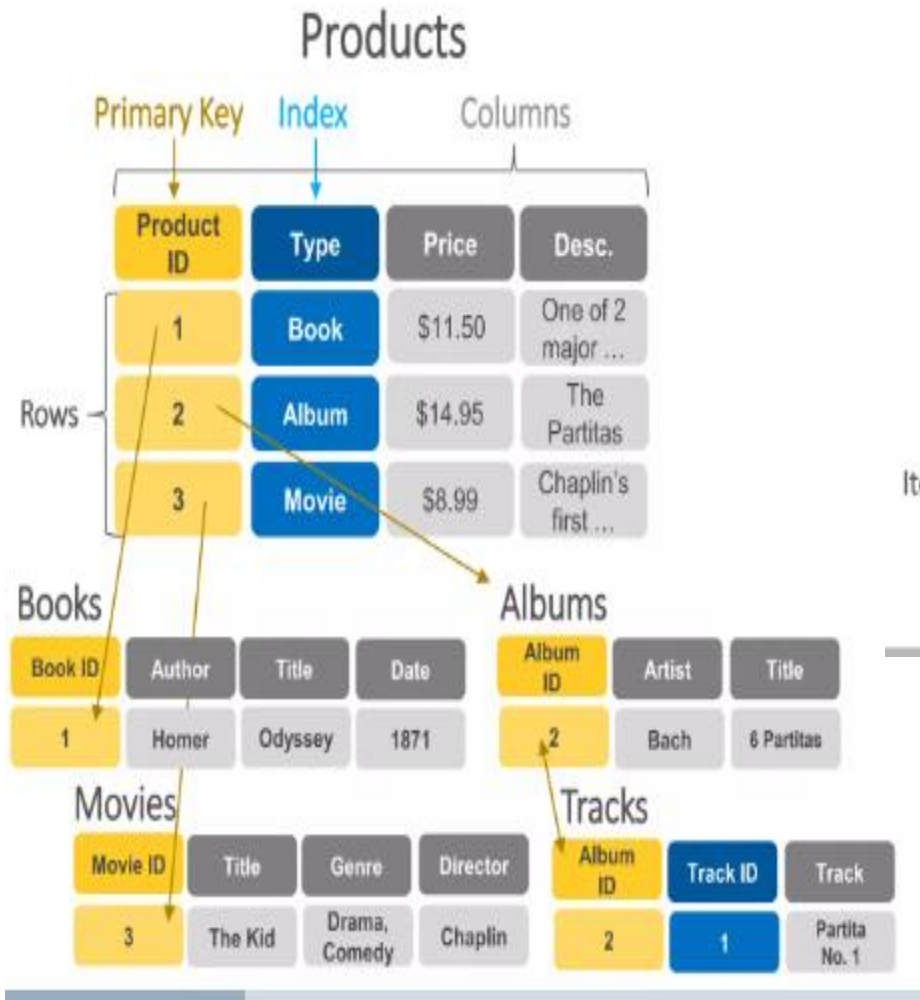 Products
Primary Key Index Columns
Product ID Type Price Desc.
1 Book $11.50 One of 2 major ...
Rows 2 Album $14.95 The Partitas
3 Movie $8.99 Chaplin's first ...
Books
Book ID Author Title Date
1 Homer Odyssey 1871
Albums
Album ID Artist Title
2 Bach 6 Partitas
Movies
Movie ID Title Genre Director
3 The Kid Drama, Comedy Chaplin
Tracks
Album ID Track ID Track
2 1 Partita No. 1